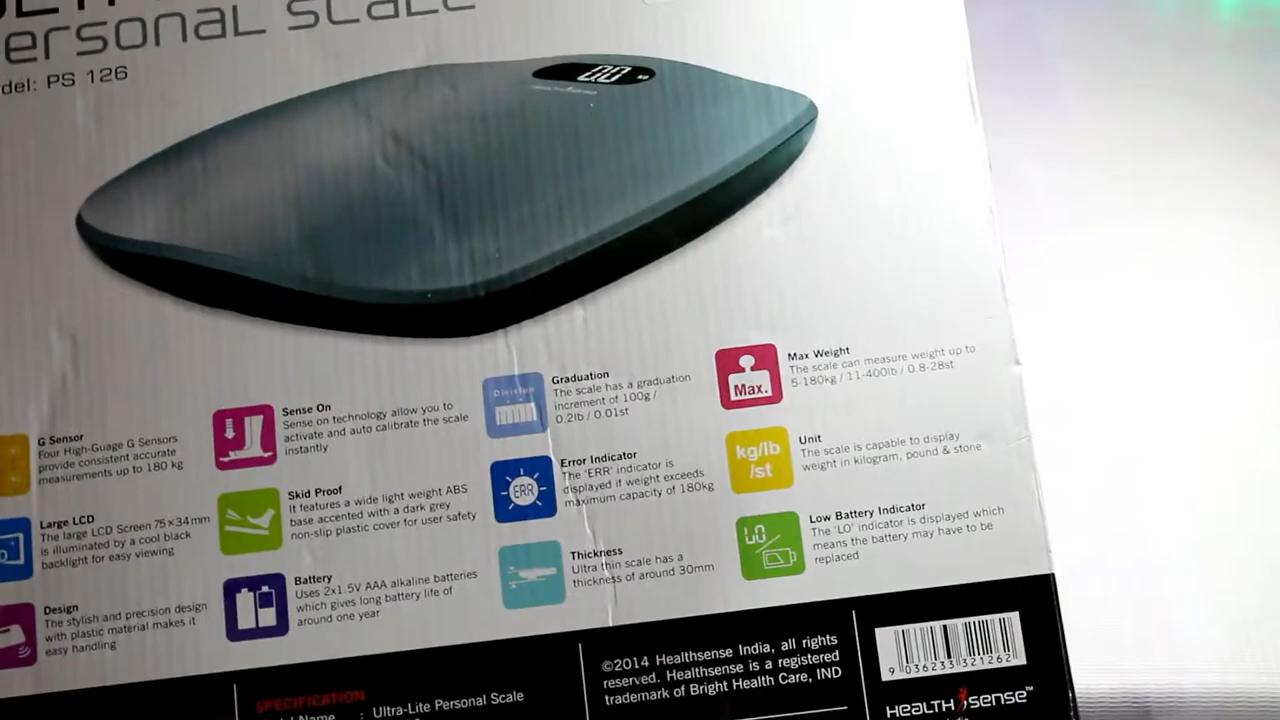 ersonal scale
del: PS 126
0.0
G Sensor
Four High-Guage G Sensors
provide consistent accurate
measurements up to 180 kg
Large LCD
The large LCD Screen 75×34mm
is illuminated by a cool black
backlight for easy viewing
Design
The stylish and precision design
with plastic material makes it
easy handling
Sense On
Sense on technology allow you to
activate and auto calibrate the scale
instantly
Skid Proof
It features a wide light weight ABS
base accented with a dark grey
non-slip plastic cover for user safety
Battery
Uses 2x1.5V AAA alkaline batteries
which gives long battery life of
around one year
Division
Graduation
The scale has a graduation
increment of 100g /
0.2lb / 0.01st
ERR
Error Indicator
The 'ERR' indicator is
displayed if weight exceeds
maximum capacity of 180kg
Thickness
Ultra thin scale has a
thickness of around 30mm
Max.
Max Weight
The scale can measure weight up to
5-180kg / 11-400lb / 0.8-28st
kg/lb
/st
Unit
The scale is capable to display
weight in kilogram, pound & stone
LO
Low Battery Indicator
The 'LO' indicator is displayed which
means the battery may have to be
replaced
SPECIFICATION
Name : Ultra-Lite Personal Scale
©2014 Healthsense India, all rights
reserved. Healthsense is a registered
trademark of Bright Health Care, IND
9 036233 321262
HEALTH SENSE™